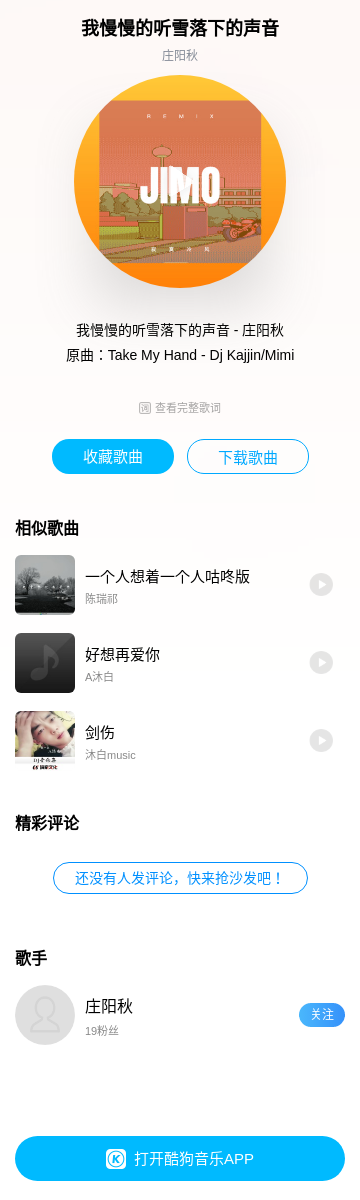 我慢慢的听雪落下的声音
庄阳秋
REMIX
JIMO
我慢慢的听雪落下的声音 - 庄阳秋
原曲：Take My Hand - Dj Kajjin/Mimi
词 查看完整歌词
收藏歌曲
下载歌曲
相似歌曲
一个人想着一个人咕咚版
陈瑞祁
好想再爱你
A沐白
剑伤
沐白music
精彩评论
还没有人发评论，快来抢沙发吧！
歌手
庄阳秋
19粉丝
关注
K 打开酷狗音乐APP